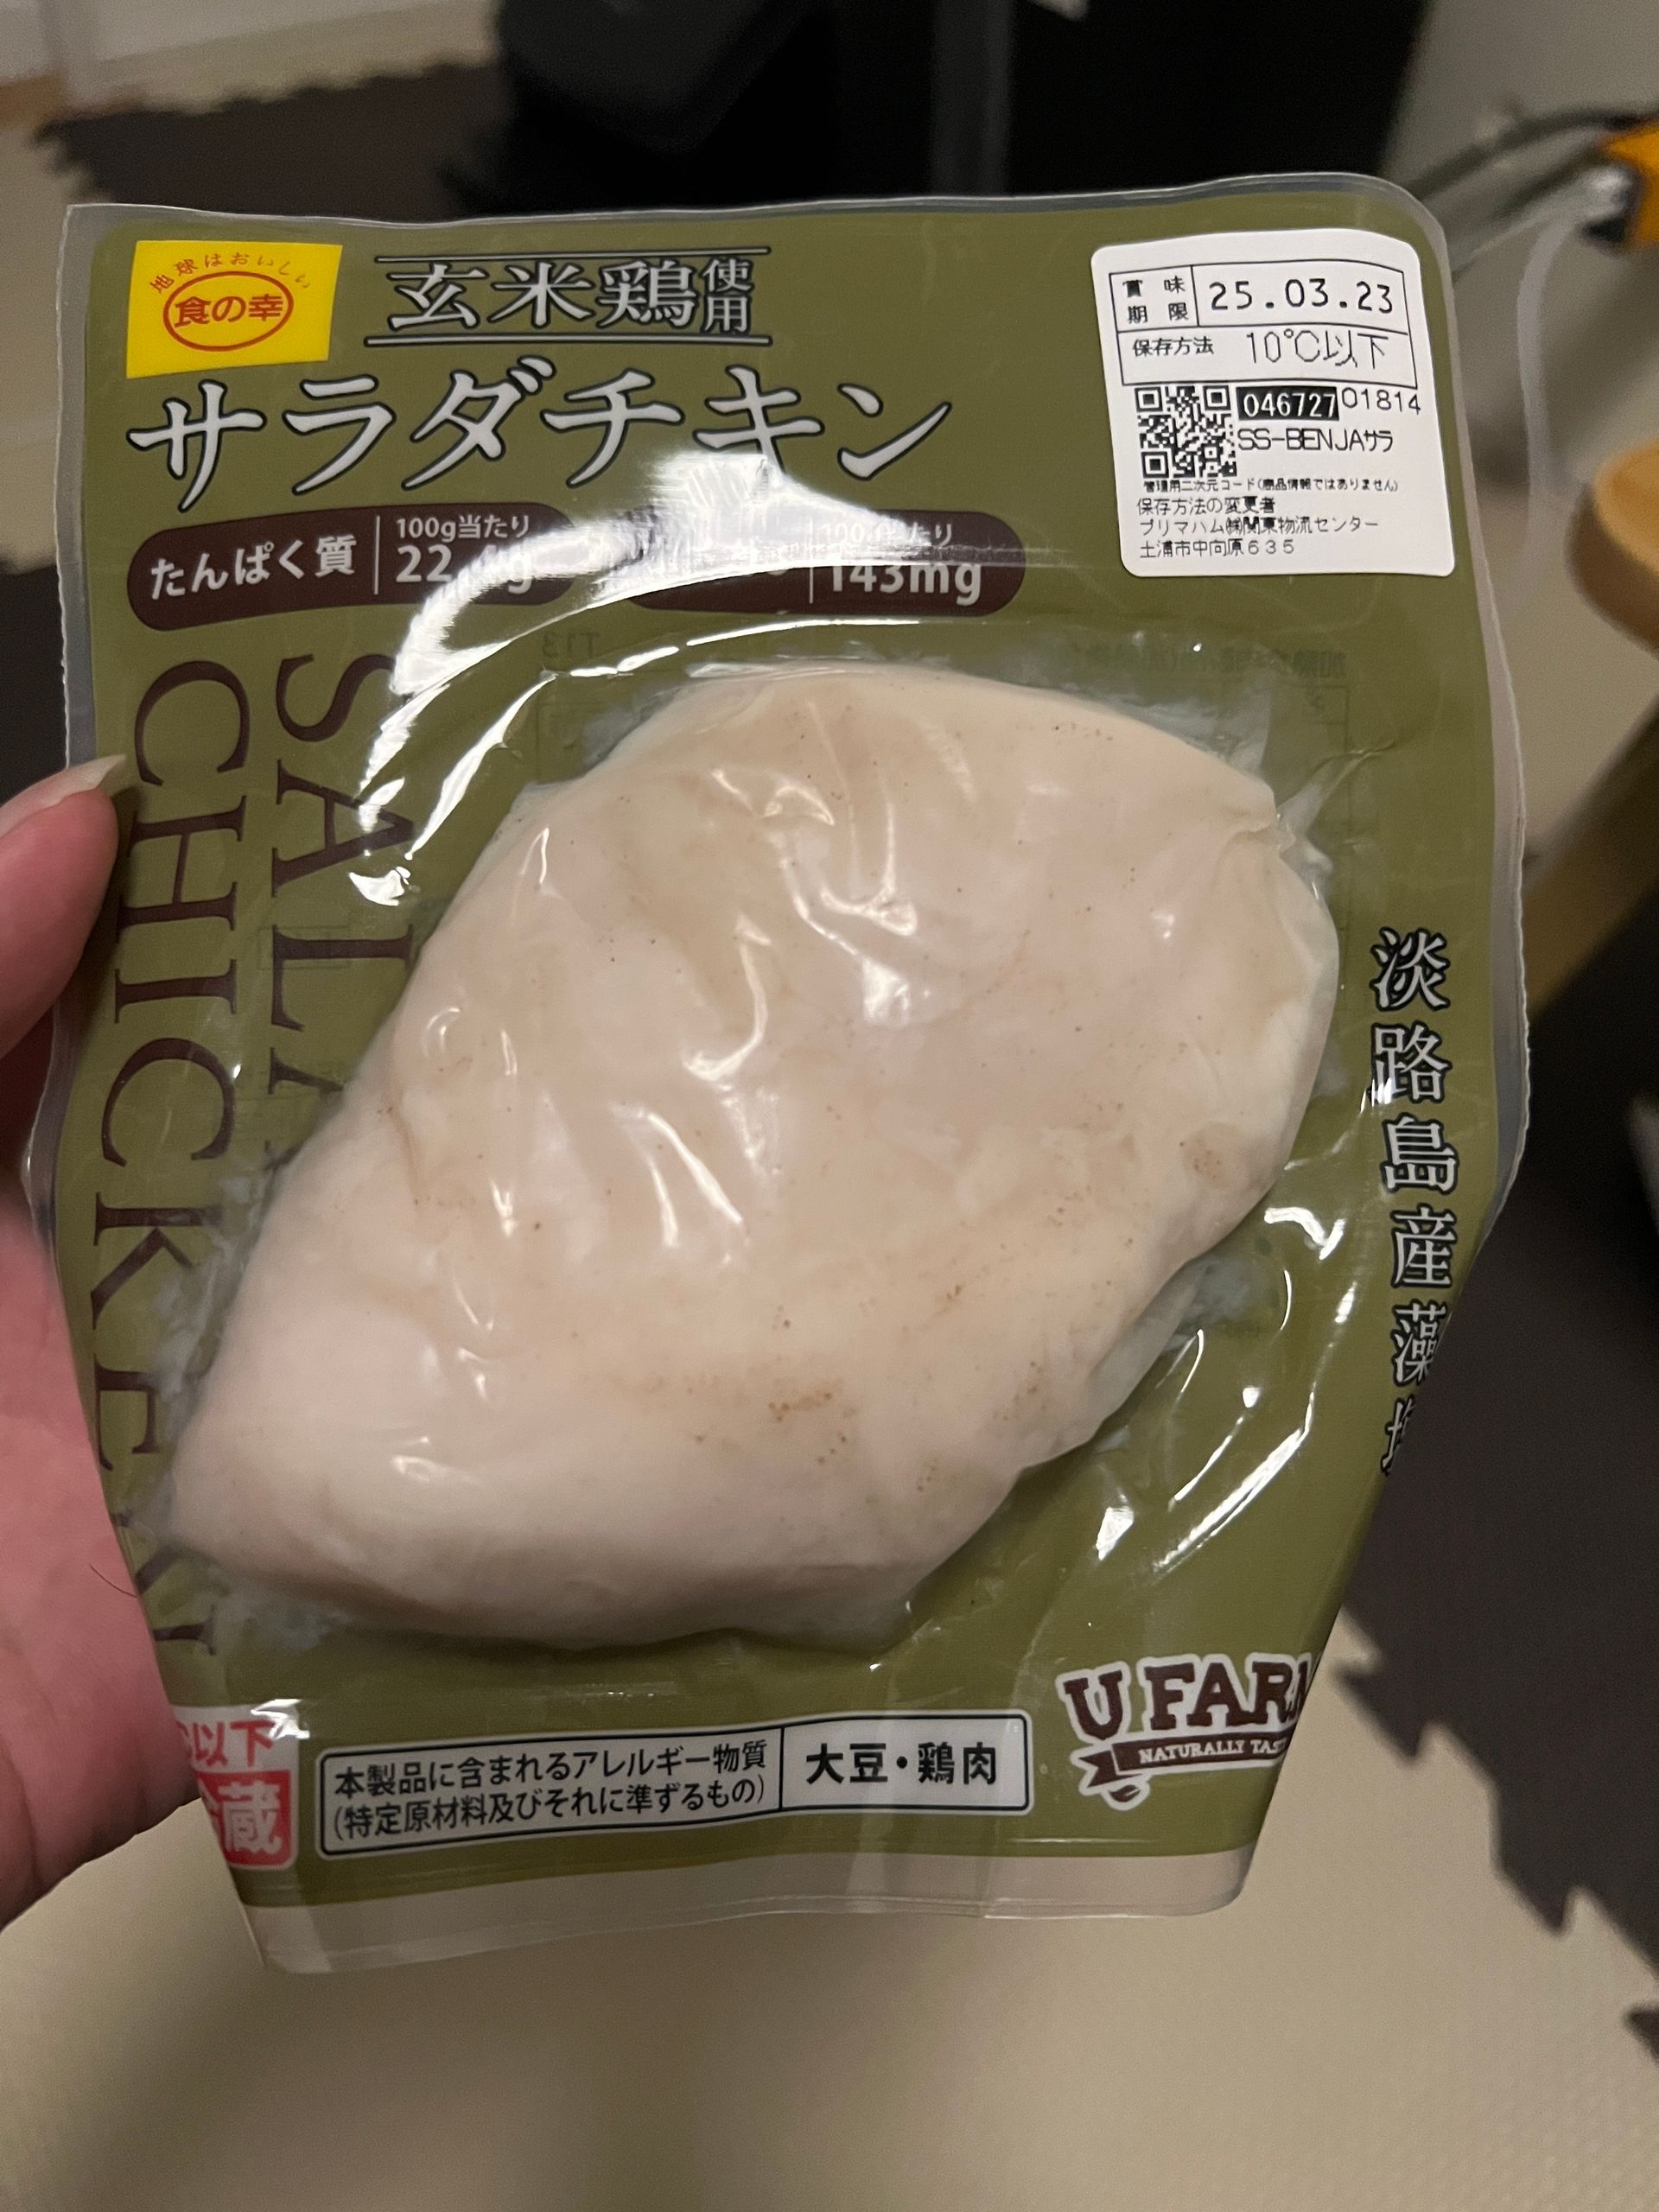 地球はおいしい
食の幸
玄米鶏使用
サラダチキン
たんぱく質
100g当たり
100g当たり
143mg
賞味期限
25.03.23
保存方法
10℃以下
046727
01814
SS-BENJAサラ
管理用二次元コード(商品情報ではありません)
保存方法の変更者
プリマハム㈱関東物流センター
土浦市中向原635
SALA
CHICKEN
淡路島産藻
以下
蔵
本製品に含まれるアレルギー物質
(特定原材料及びそれに準ずるもの)
大豆・鶏肉
U FARM
NATURALLY